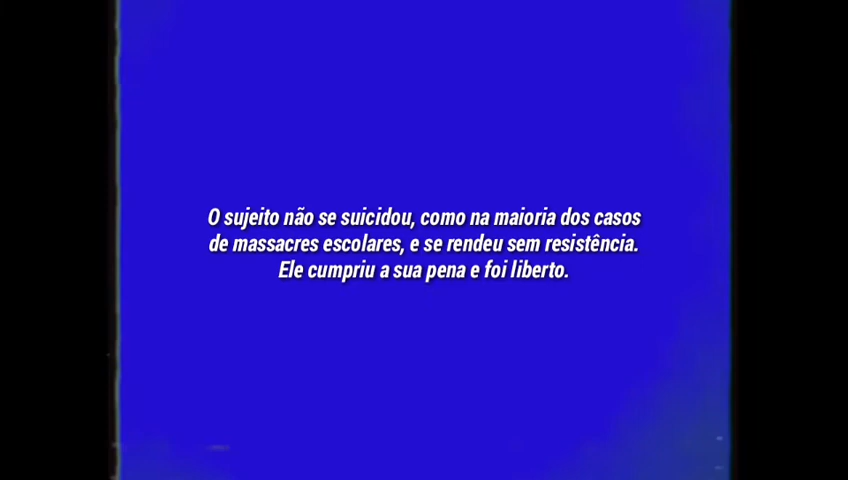 O sujeito não se suicidou, como na maioria dos casos
de massacres escolares, e se rendeu sem resistência.
Ele cumpriu a sua pena e foi liberto.